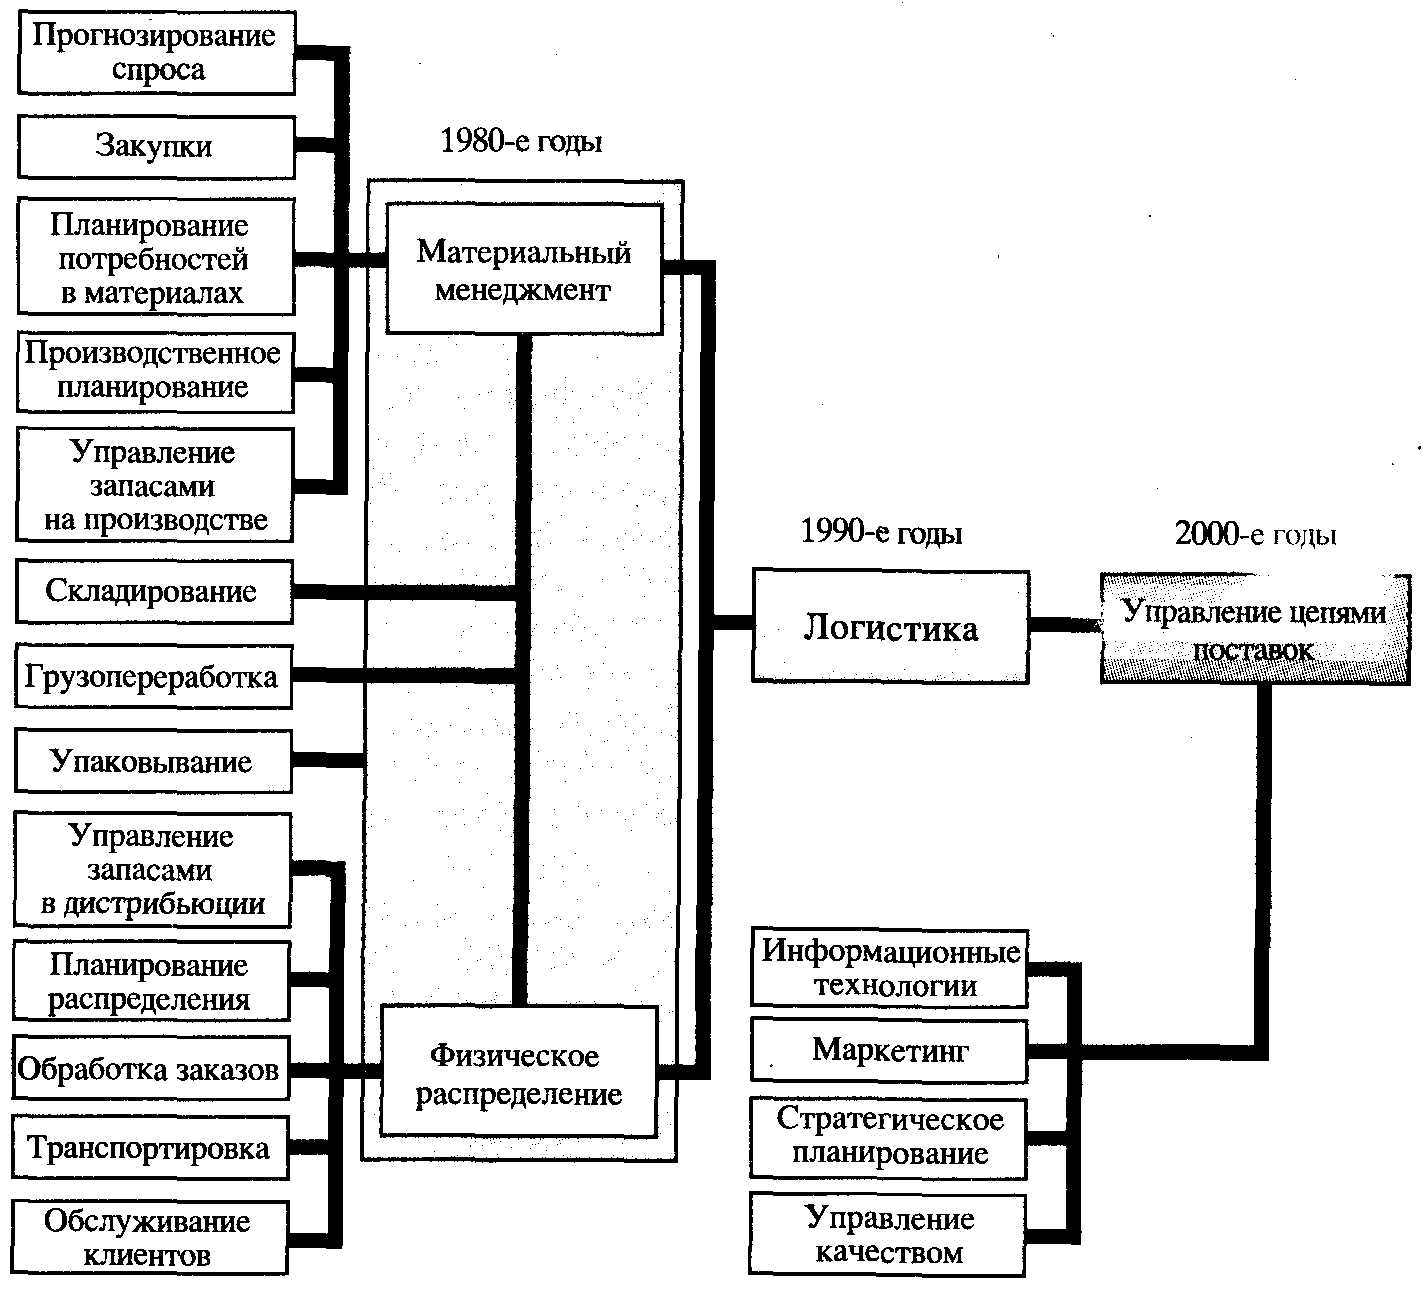 Прогнозирование
спроса
Закупки
Планирование
потребностей
в материалах
Производственное
планирование
Управление
запасами
на производстве
Складирование
Грузопереработка
Упаковывание
Управление
запасами
в дистрибьюции
Планирование
распределения
Обработка заказов
Транспортировка
Обслуживание
клиентов
1980-е годы
Материальный
менеджмент
Физическое
распределение
1990-е годы
Логистика
2000-е годы
Управление цепями
поставок
Информационные
технологии
Маркетинг
Стратегическое
планирование
Управление
качеством